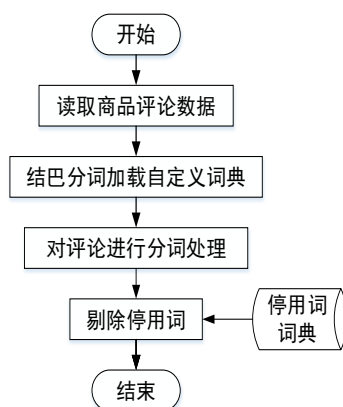 开始
读取商品评论数据
结巴分词加载自定义词典
对评论进行分词处理
剔除停用词
停用词
词典
结束